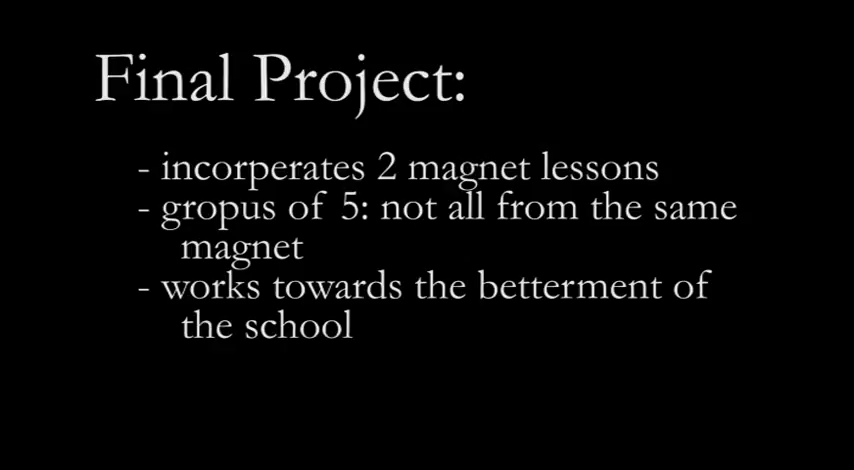 Final Project:
- incorperates 2 magnet lessons
- gropus of 5: not all from the same
magnet
- works towards the betterment of
the school